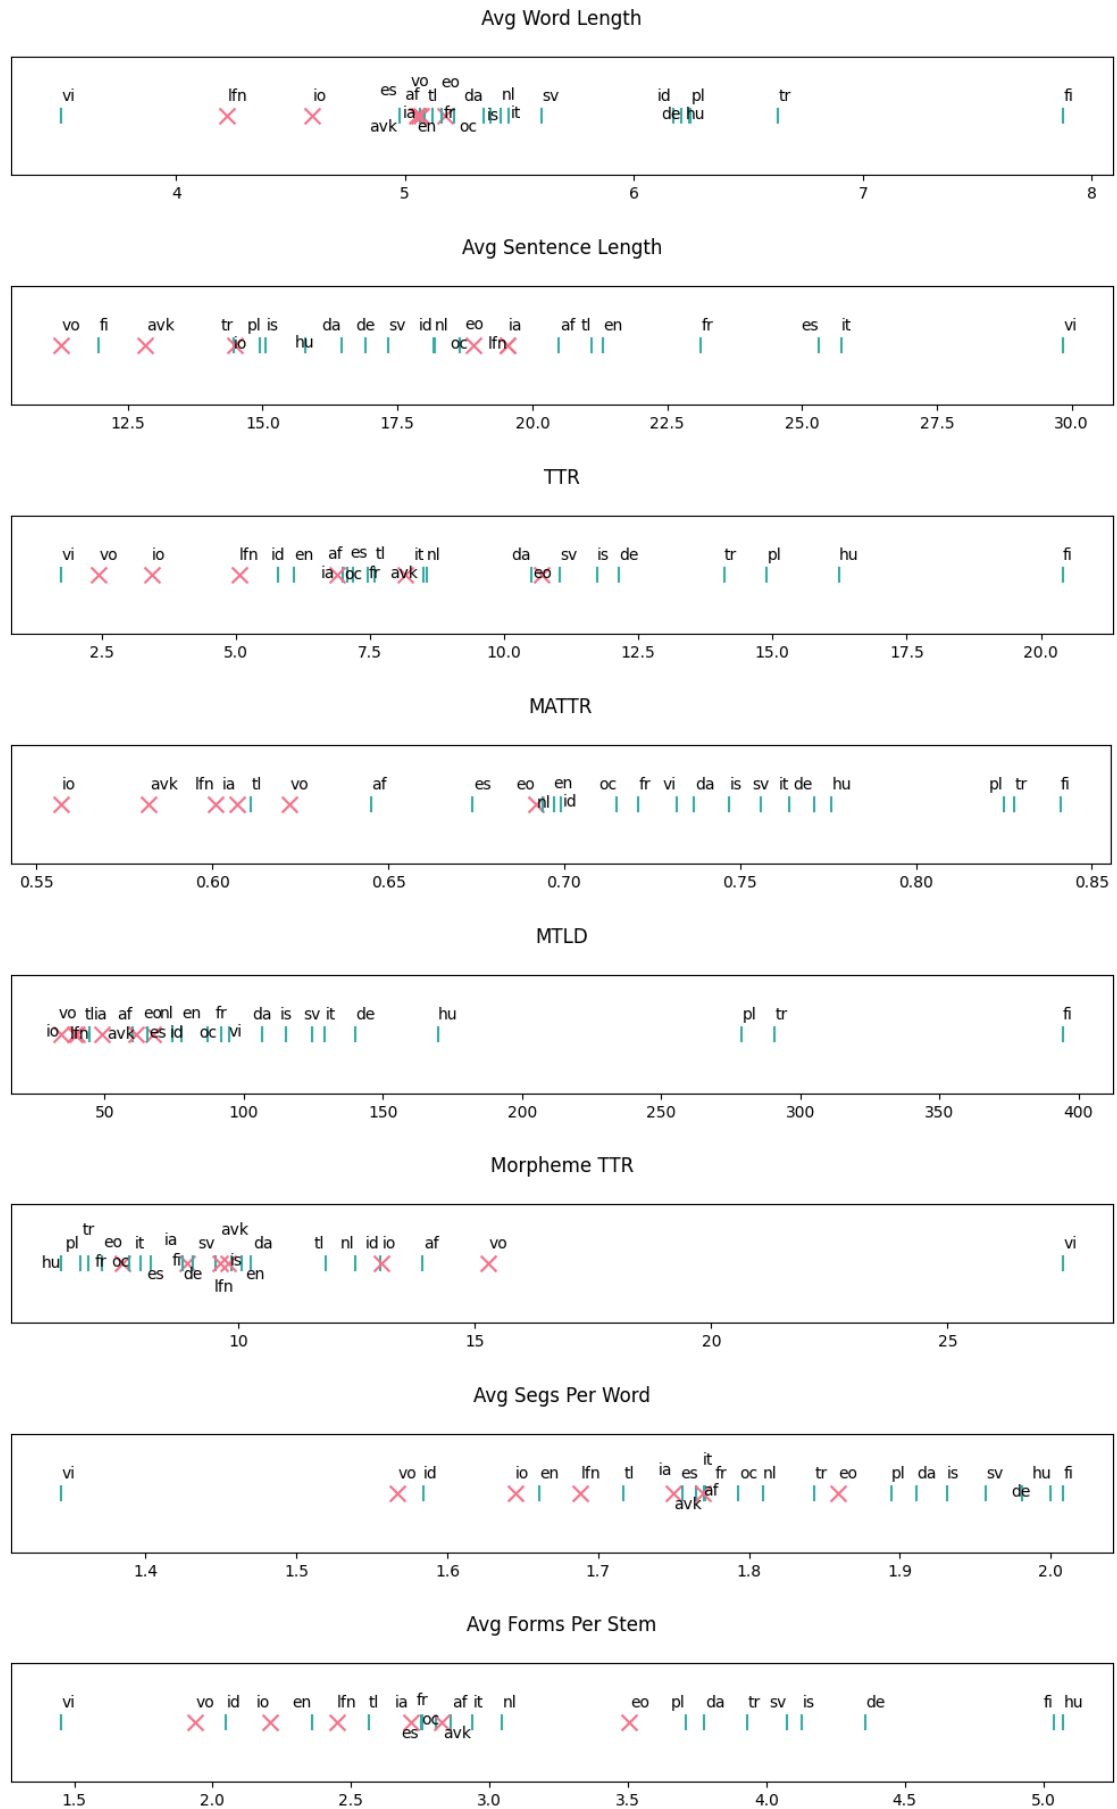 Avg Word Length
vi lfn io es af vo tl eo da nl sv id pl tr fi
ia fr is it de hu
avk en oc
4 5 6 7 8
Avg Sentence Length
vo fi avk tr pl is da de sv id nl eo ia af tl en fr es it vi
io hu oc lfn
12.5 15.0 17.5 20.0 22.5 25.0 27.5 30.0
TTR
vi vo io lfn id en af es tl it nl da sv is de tr pl hu fi
ia oc fr avk eo
2.5 5.0 7.5 10.0 12.5 15.0 17.5 20.0
MATTR
io avk lfn ia tl vo af es eo en oc fr vi da is sv it de hu pl tr fi
nl id
0.55 0.60 0.65 0.70 0.75 0.80 0.85
MTLD
vo tl ia af eo nl en fr da is sv it de hu pl tr fi
io lfn avk es id oc vi
50 100 150 200 250 300 350 400
Morpheme TTR
tr avk
pl eo it ia sv da tl nl id io af vo vi
hu fr oc fi is
es de en
lfn
10 15 20 25
Avg Segs Per Word
it
vi vo id io en lfn tl ia es fr oc nl tr eo pl da is sv hu fi
af de
avk
1.4 1.5 1.6 1.7 1.8 1.9 2.0
Avg Forms Per Stem
vi vo id io en lfn tl ia fr af it nl eo pl da tr sv is de fi hu
oc
es avk
1.5 2.0 2.5 3.0 3.5 4.0 4.5 5.0